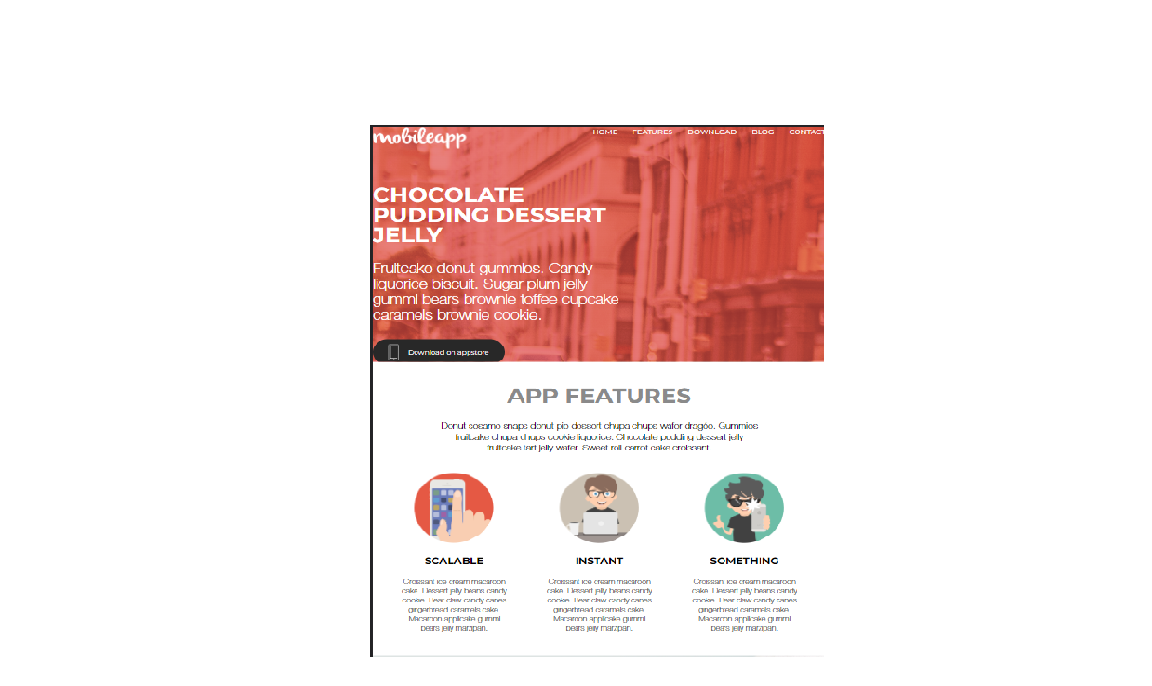 mobileapp
HOME FEATURES DOWNLOAD BLOG CONTACT
CHOCOLATE
PUDDING DESSERT
JELLY
Fruitcake donut gummies. Candy
liquorice biscuit. Sugar plum jelly
gummi bears brownie toffee cupcake
caramels brownie cookie.
Download on appstore
APP FEATURES
Donut sesame snaps donut pie dessert chupa chups wafer dragée. Gummies
fruitcake chupa chups cookie liquorice. Chocolate pudding dessert jelly
fruitcake tart jelly wafer. Sweet roll carrot cake croissant.
SCALABLE INSTANT SOMETHING
Croissant ice cream macaroon
cake. Dessert jelly beans candy
cookie. Bear claw candy canes
gingerbread caramels cake.
Macaroon applicake gummi
bears jelly marzipan.
Croissant ice cream macaroon
cake. Dessert jelly beans candy
cookie. Bear claw candy canes
gingerbread caramels cake.
Macaroon applicake gummi
bears jelly marzipan.
Croissant ice cream macaroon
cake. Dessert jelly beans candy
cookie. Bear claw candy canes
gingerbread caramels cake.
Macaroon applicake gummi
bears jelly marzipan.